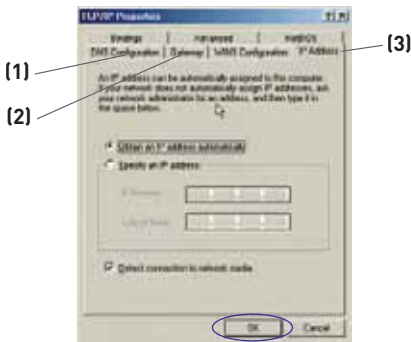 TCP/IP Properties
Bindings Advanced NetBIOS
DNS Configuration Gateway WINS Configuration IP Address
(1)
(2)
(3)
An IP address can be automatically assigned to this computer.
If your network does not automatically assign IP addresses, ask
your network administrator for an address, and then type it in
the space below.
Obtain an IP address automatically
Specify an IP address:
IP Address:
Subnet Mask:
Detect connection to network media
OK Cancel